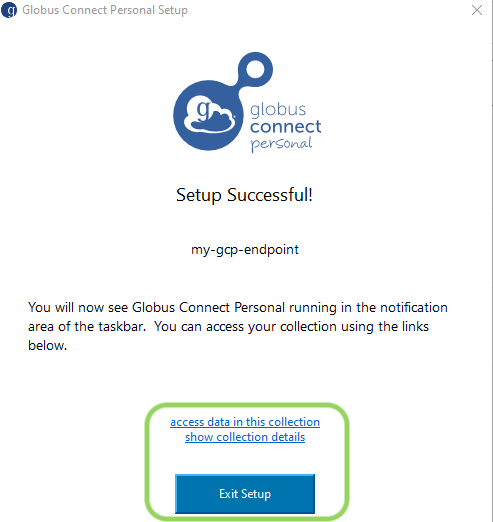 Globus Connect Personal Setup
g
globus
connect
personal
Setup Successful!
my-gcp-endpoint
You will now see Globus Connect Personal running in the notification
area of the taskbar.  You can access your collection using the links
below.
access data in this collection
show collection details
Exit Setup